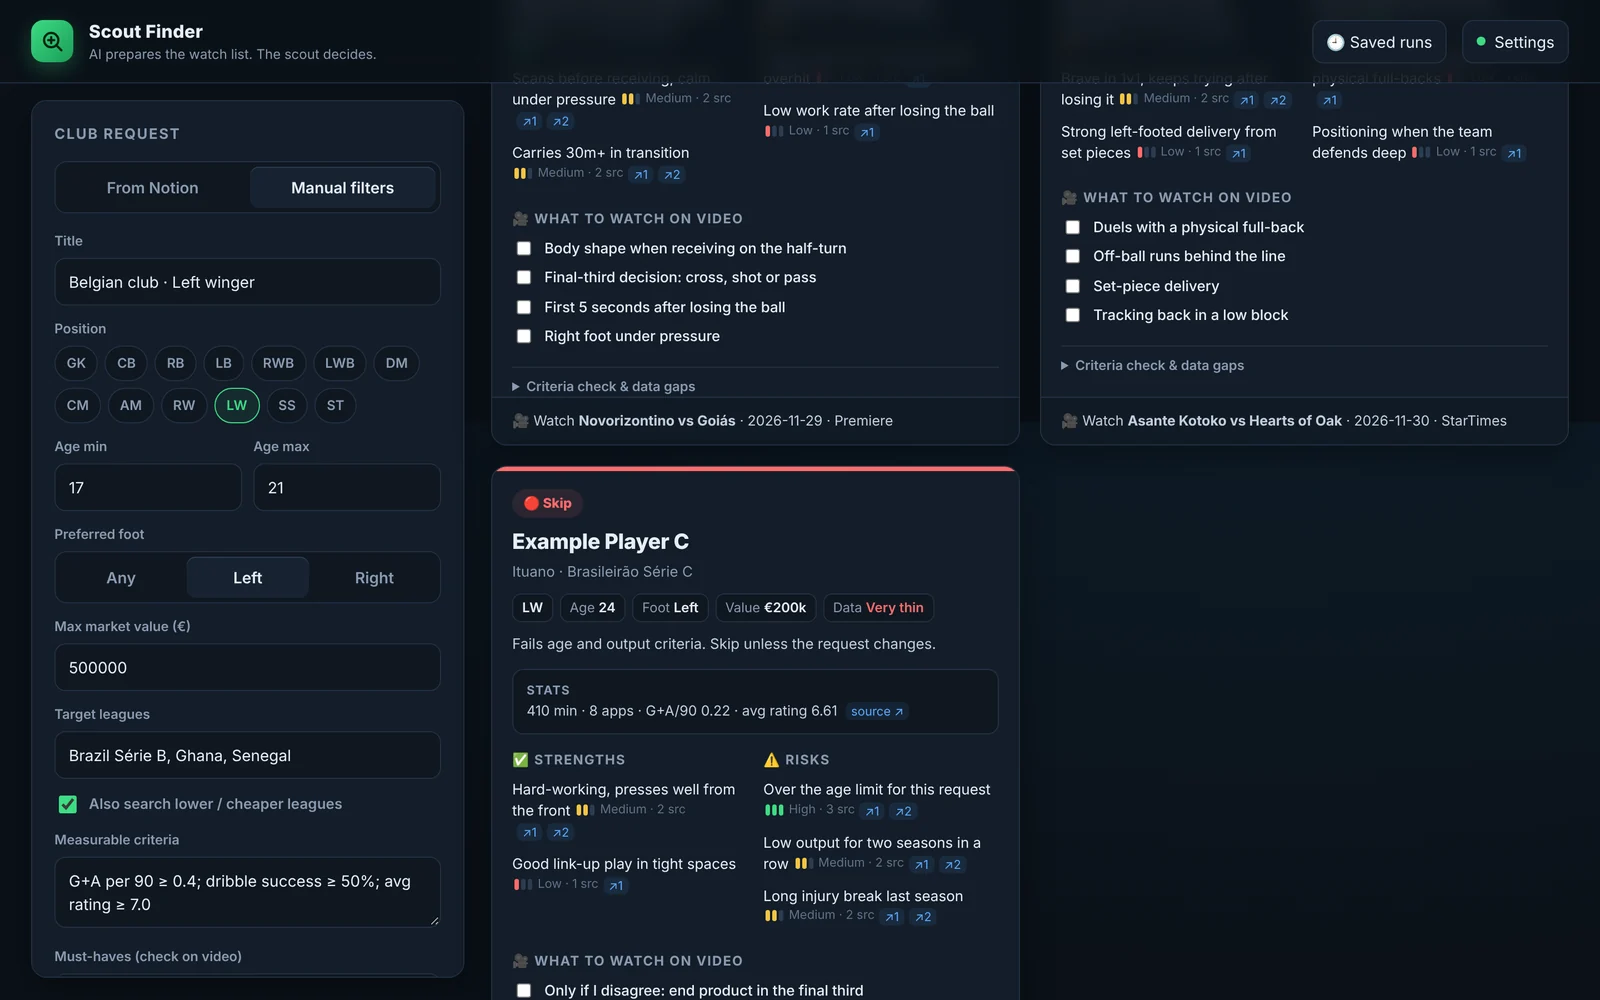 Scout Finder
AI prepares the watch list. The scout decides.
Saved runs
Settings
CLUB REQUEST
From Notion
Manual filters
Title
Belgian club · Left winger
Position
GK CB RB LB RWB LWB DM
CM AM RW LW SS ST
Age min
Age max
17
21
Preferred foot
Any
Left
Right
Max market value (€)
500000
Target leagues
Brazil Série B, Ghana, Senegal
Also search lower / cheaper leagues
Measurable criteria
G+A per 90 ≥ 0.4; dribble success ≥ 50%; avg
rating ≥ 7.0
Must-haves (check on video)
Scans before receiving, calm
under pressure Medium · 2 src
↗1 ↗2
Carries 30m+ in transition
Medium · 2 src ↗1 ↗2
overhit ↗1
Low work rate after losing the ball
Low · 1 src ↗1
WHAT TO WATCH ON VIDEO
Body shape when receiving on the half-turn
Final-third decision: cross, shot or pass
First 5 seconds after losing the ball
Right foot under pressure
▶ Criteria check & data gaps
Watch Novorizontino vs Goiás · 2026-11-29 · Premiere
Brave in 1v1, keeps trying after
losing it Medium · 2 src ↗1 ↗2
Strong left-footed delivery from
set pieces Low · 1 src ↗1
physical full-backs
↗1
Positioning when the team
defends deep Low · 1 src ↗1
WHAT TO WATCH ON VIDEO
Duels with a physical full-back
Off-ball runs behind the line
Set-piece delivery
Tracking back in a low block
▶ Criteria check & data gaps
Watch Asante Kotoko vs Hearts of Oak · 2026-11-30 · StarTimes
Skip
Example Player C
Ituano · Brasileirão Série C
LW
Age 24
Foot Left
Value €200k
Data Very thin
Fails age and output criteria. Skip unless the request changes.
STATS
410 min · 8 apps · G+A/90 0.22 · avg rating 6.61 source ↗
STRENGTHS
Hard-working, presses well from
the front Medium · 2 src
↗1 ↗2
Good link-up play in tight spaces
Low · 1 src ↗1
RISKS
Over the age limit for this request
High · 3 src ↗1 ↗2
Low output for two seasons in a
row Medium · 2 src ↗1 ↗2
Long injury break last season
Medium · 2 src ↗1 ↗2
WHAT TO WATCH ON VIDEO
Only if I disagree: end product in the final third